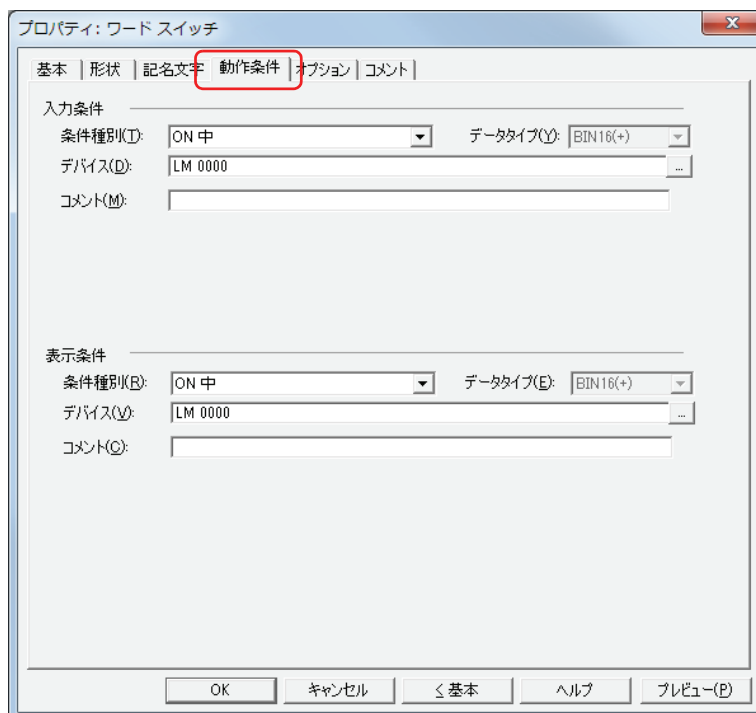 プロパティ: ワード スイッチ
基本 形状 記名文字 動作条件 オプション コメント
入力条件
条件種別(T): ON 中 データタイプ(Y): BIN16(+)
デバイス(D): LM 0000 ...
コメント(M):
表示条件
条件種別(R): ON 中 データタイプ(E): BIN16(+)
デバイス(V): LM 0000 ...
コメント(C):
OK キャンセル < 基本 ヘルプ プレビュー(P)